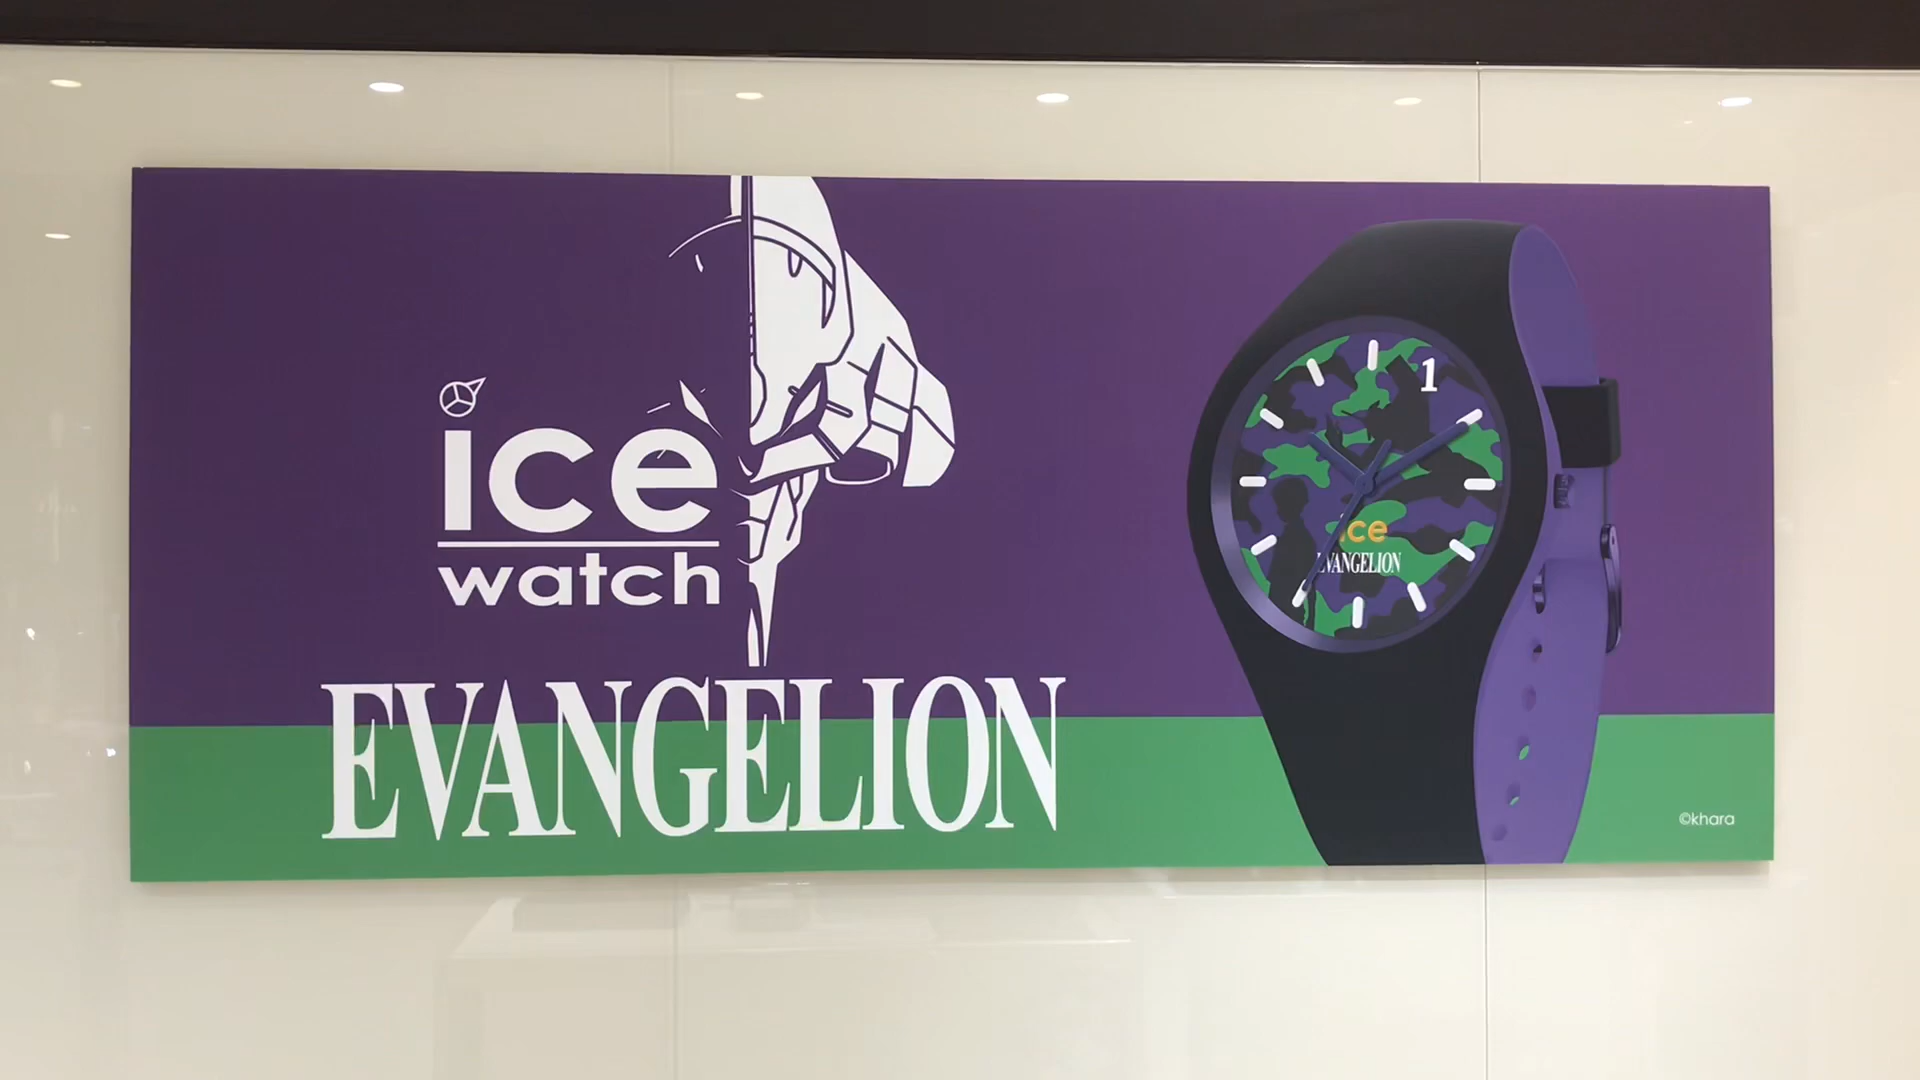 ice
watch
EVANGELION
1
ice
EVANGELION
©khara